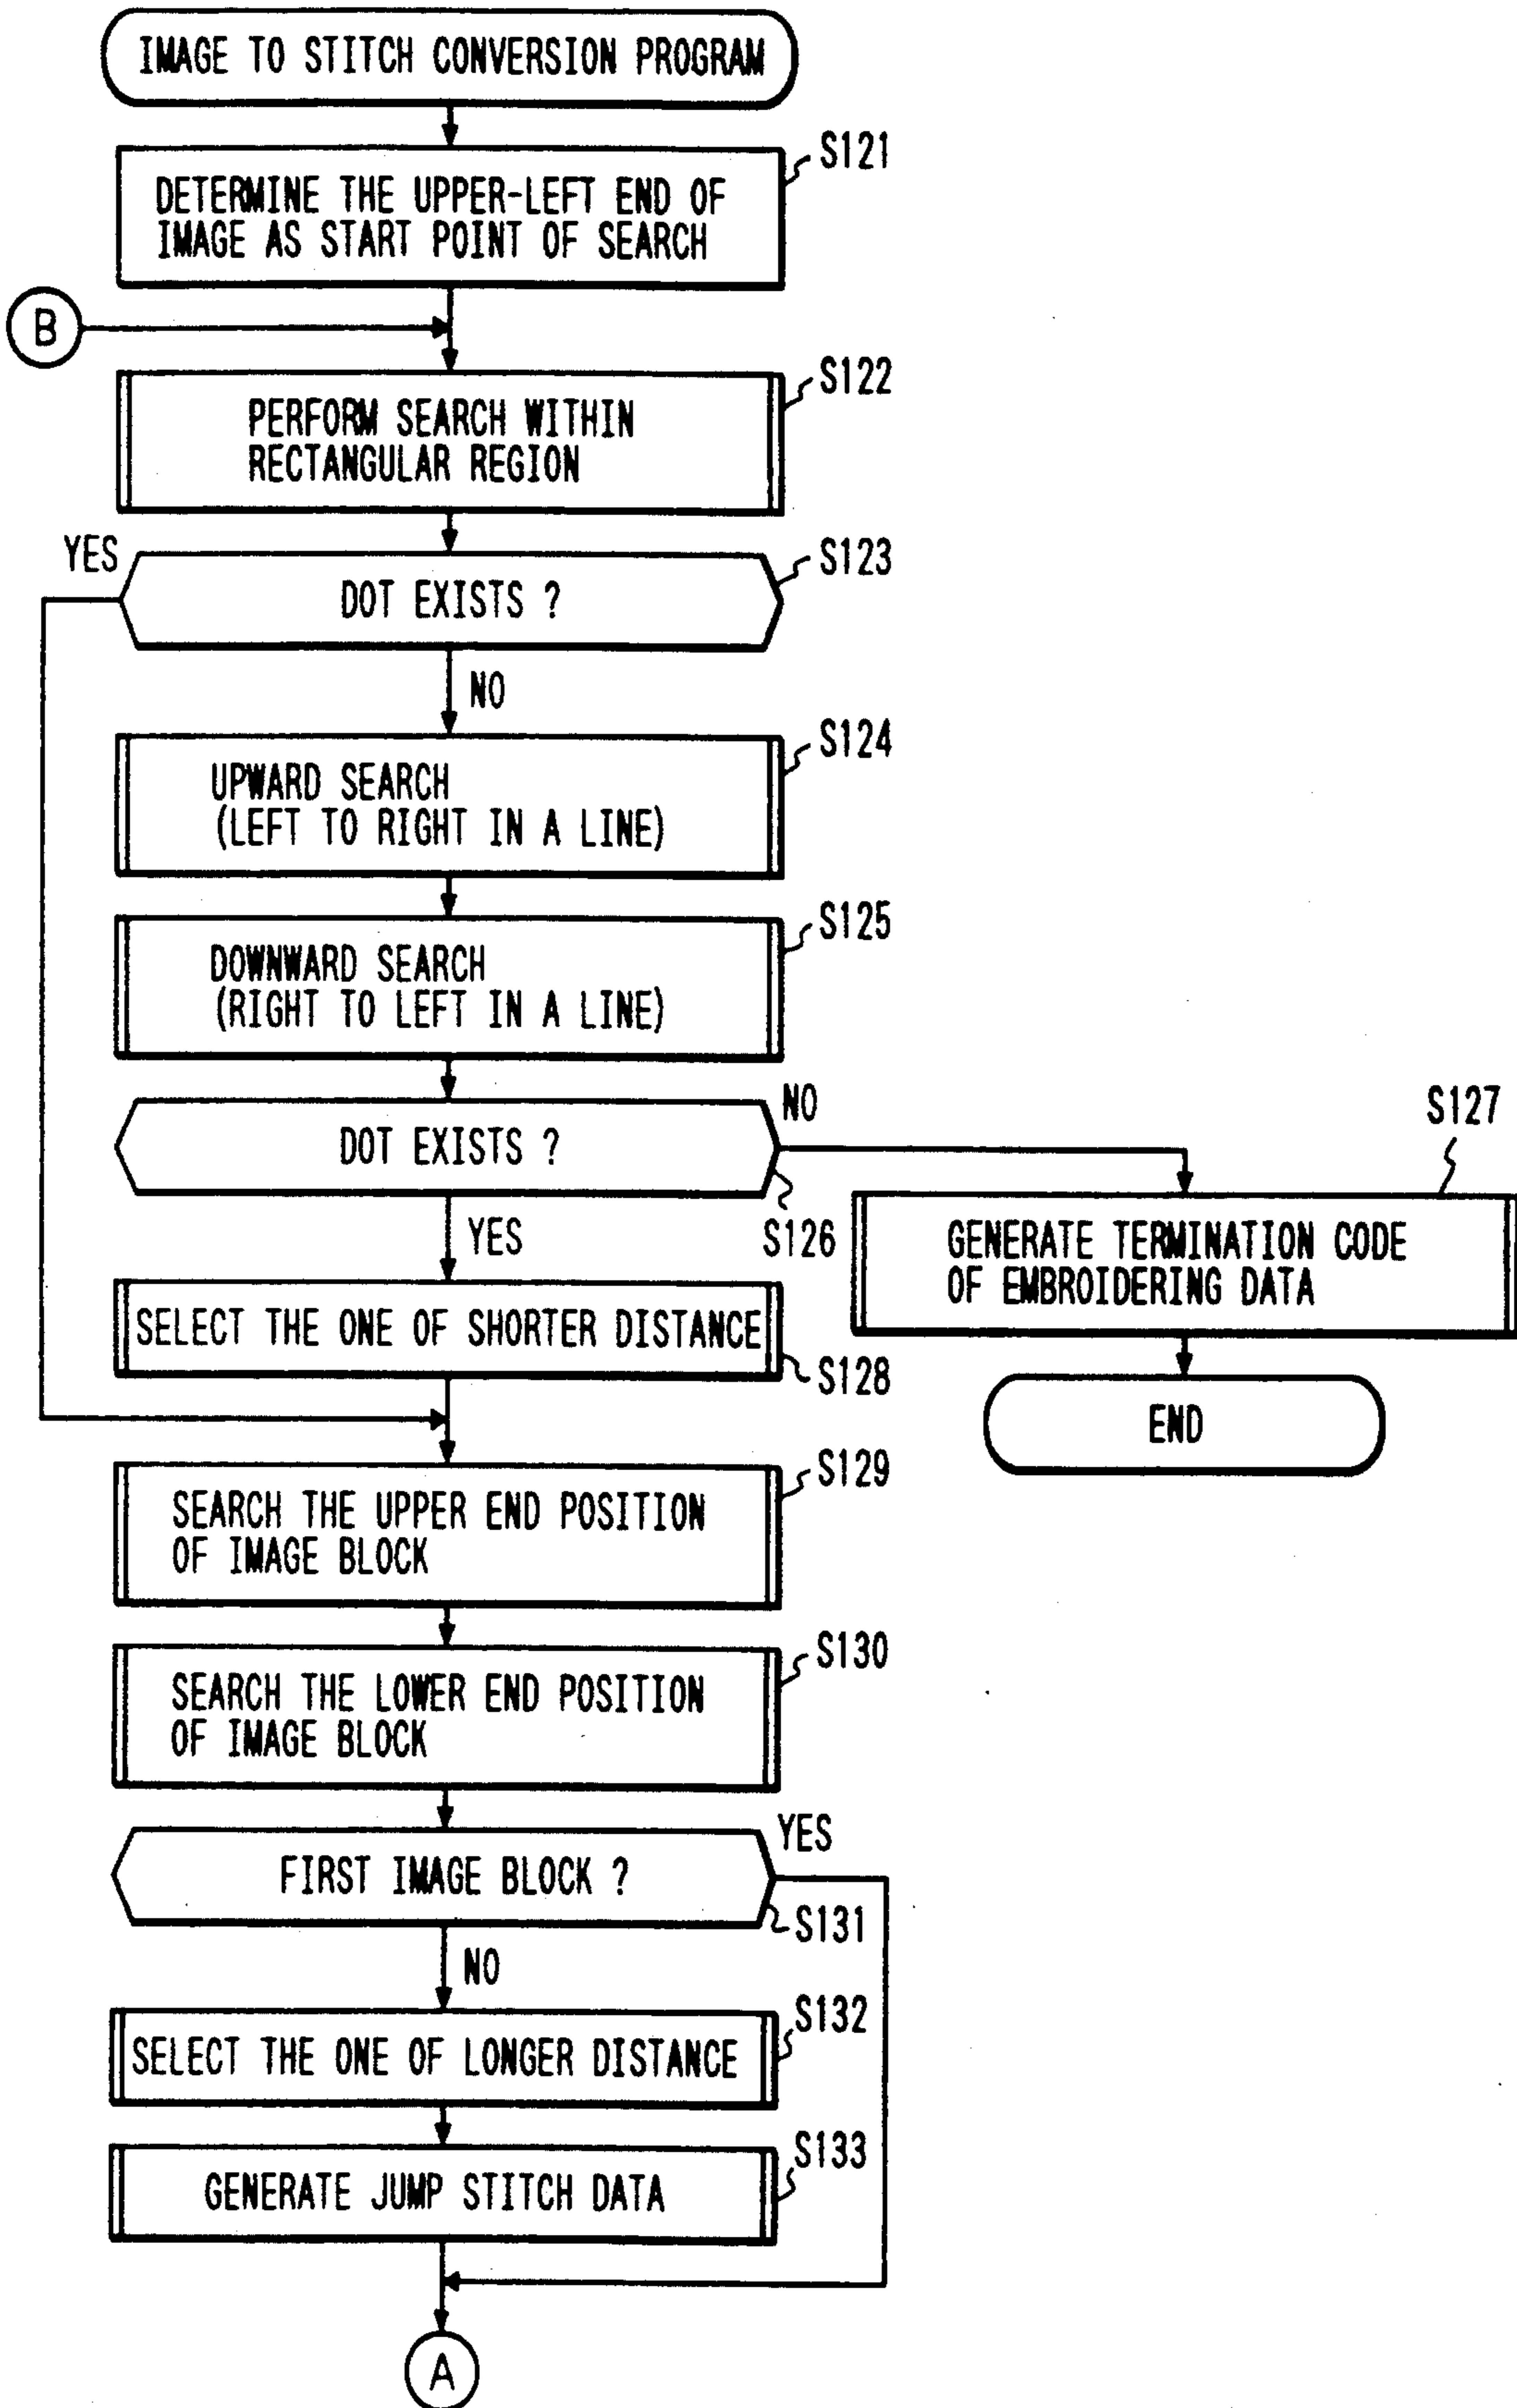 IMAGE TO STITCH CONVERSION PROGRAM
S121
DETERMINE THE UPPER-LEFT END OF
IMAGE AS START POINT OF SEARCH
B
S122
PERFORM SEARCH WITHIN
RECTANGULAR REGION
YES
S123
DOT EXISTS ?
NO
S124
UPWARD SEARCH
(LEFT TO RIGHT IN A LINE)
S125
DOWNWARD SEARCH
(RIGHT TO LEFT IN A LINE)
NO
S127
DOT EXISTS ?
YES
S126
GENERATE TERMINATION CODE
OF EMBROIDERING DATA
SELECT THE ONE OF SHORTER DISTANCE
S128
END
S129
SEARCH THE UPPER END POSITION
OF IMAGE BLOCK
S130
SEARCH THE LOWER END POSITION
OF IMAGE BLOCK
YES
FIRST IMAGE BLOCK ?
S131
NO
S132
SELECT THE ONE OF LONGER DISTANCE
S133
GENERATE JUMP STITCH DATA
A